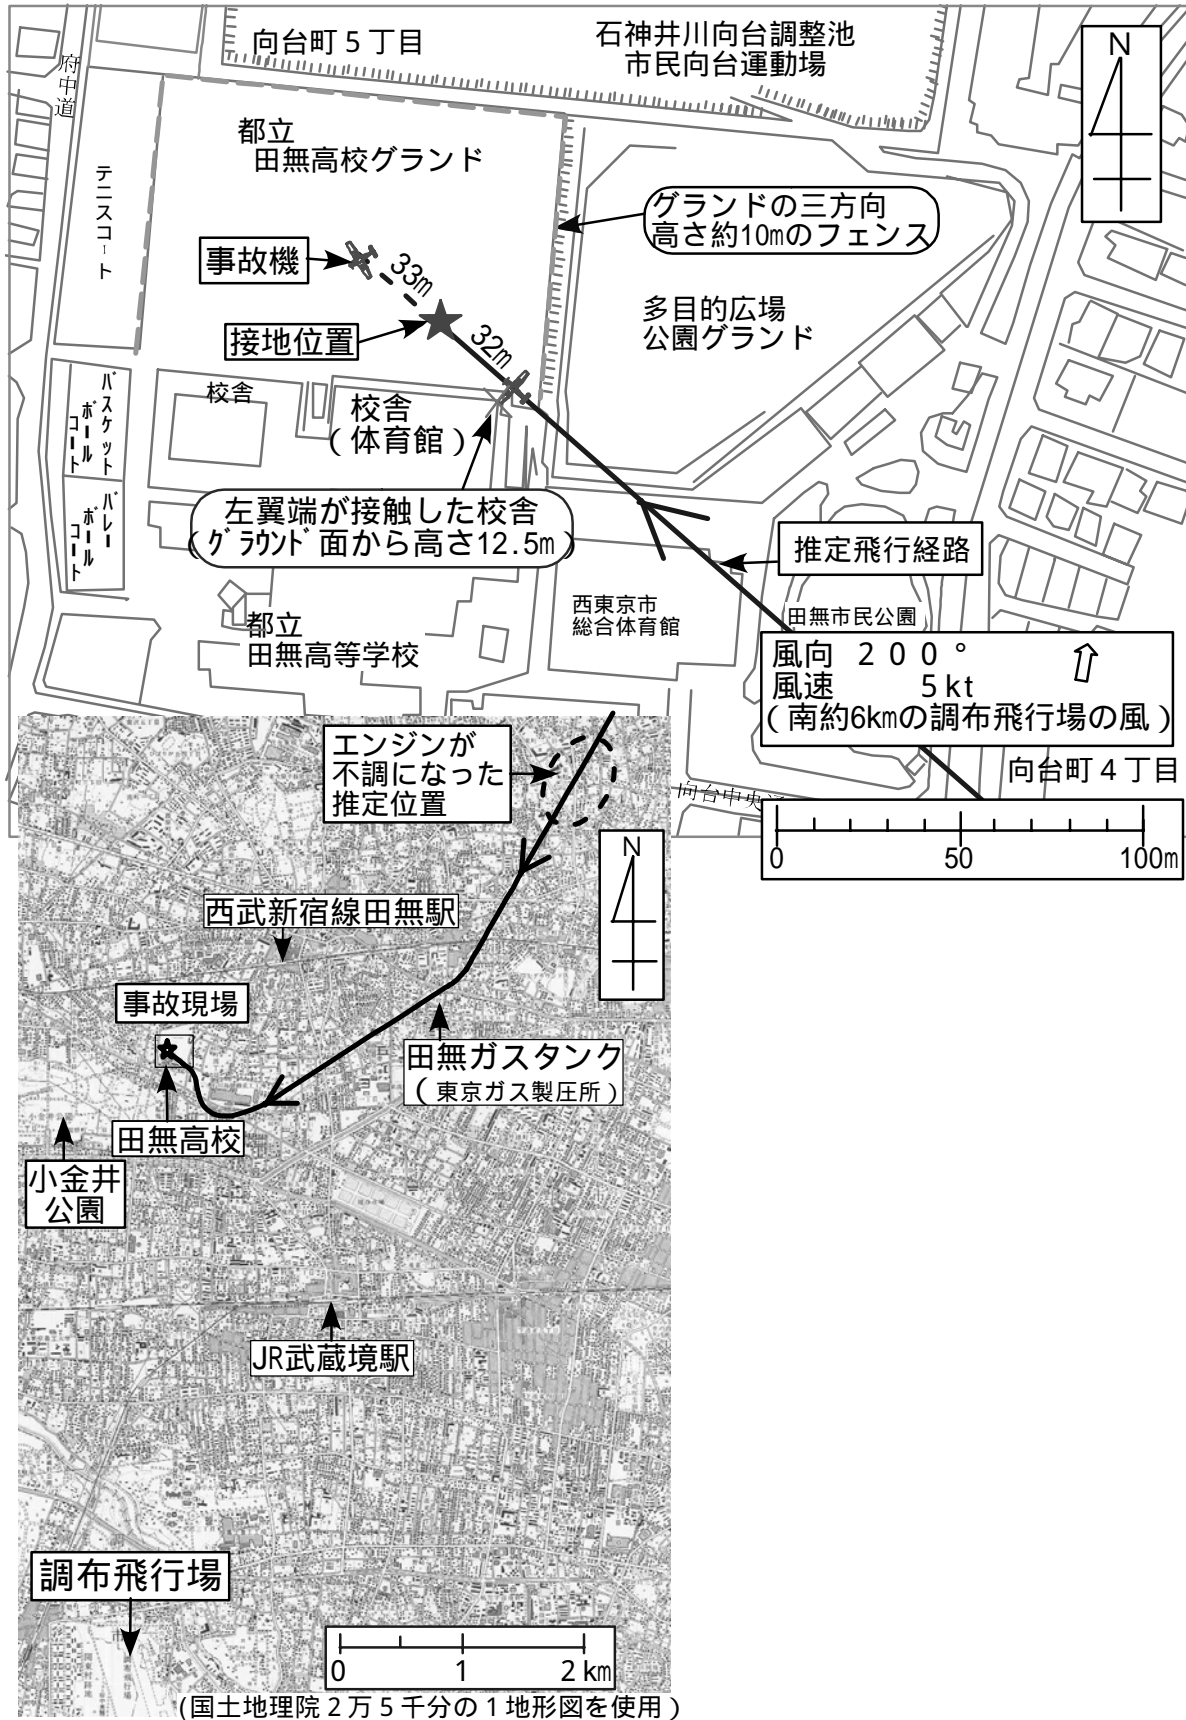 向台町５丁目
石神井川向台調整池
市民向台運動場
N
府中道
都立
田無高校グランド
テニスコート
グランドの三方向
高さ約10mのフェンス
事故機
33m
多目的広場
公園グランド
接地位置
32m
バスケット
ボール
コート
校舎
校舎
（体育館）
バレー
ボール
コート
左翼端が接触した校舎
(グラウンド面から高さ12.5m)
推定飛行経路
西東京市
総合体育館
田無市民公園
都立
田無高等学校
風向　２００°
風速　　　5kt
(南約6kmの調布飛行場の風)
向台町４丁目
向台中央通
0 50 100m
エンジンが
不調になった
推定位置
N
西武新宿線田無駅
事故現場
田無ガスタンク
（東京ガス製圧所）
田無高校
小金井
公園
JR武蔵境駅
調布飛行場
0 1 2 km
(国土地理院２万５千分の１地形図を使用)